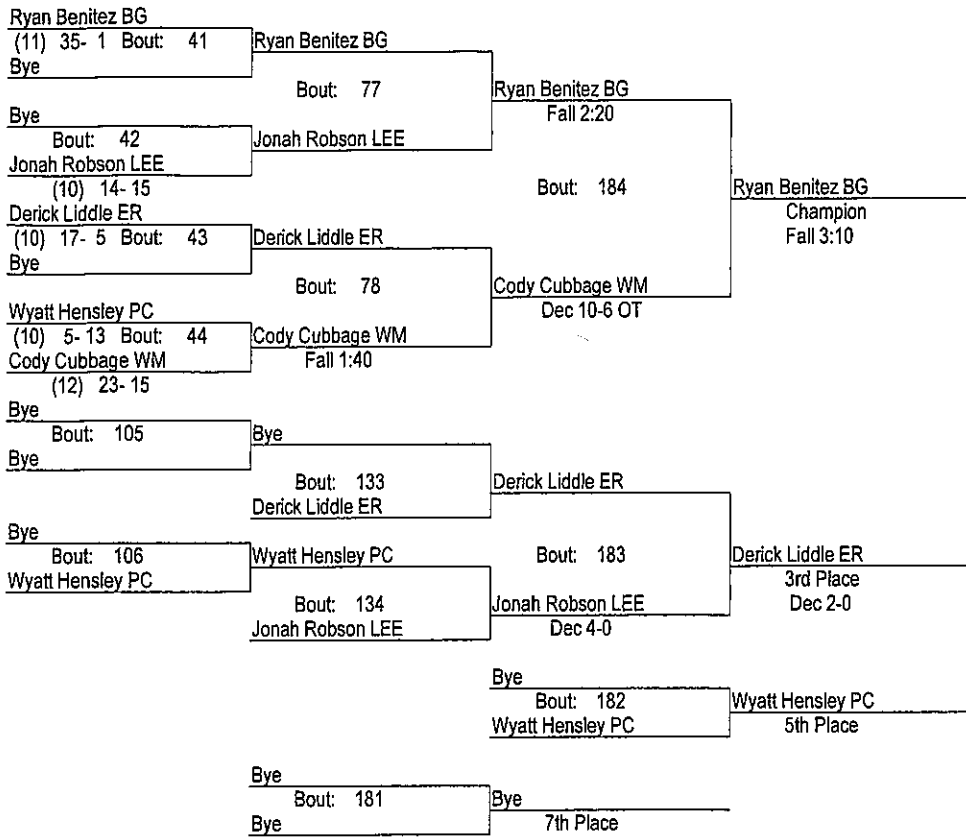 Ryan Benitez BG
(11) 35- 1 Bout: 41
Bye
Ryan Benitez BG
Bout: 77
Bye
Bout: 42
Jonah Robson LEE
(10) 14- 15
Jonah Robson LEE
Ryan Benitez BG
Fall 2:20
Bout: 184
Derick Liddle ER
(10) 17- 5 Bout: 43
Bye
Derick Liddle ER
Bout: 78
Wyatt Hensley PC
(10) 5- 13 Bout: 44
Cody Cubbage WM
(12) 23- 15
Cody Cubbage WM
Fall 1:40
Cody Cubbage WM
Dec 10-6 OT
Ryan Benitez BG
Champion
Fall 3:10
Bye
Bout: 105
Bye
Bye
Bout: 133
Derick Liddle ER
Derick Liddle ER
Bye
Bout: 106
Wyatt Hensley PC
Wyatt Hensley PC
Bout: 134
Jonah Robson LEE
Bout: 183
Jonah Robson LEE
Dec 4-0
Derick Liddle ER
3rd Place
Dec 2-0
Bye
Bout: 182
Wyatt Hensley PC
Wyatt Hensley PC
5th Place
Bye
Bout: 181
Bye
Bye
7th Place